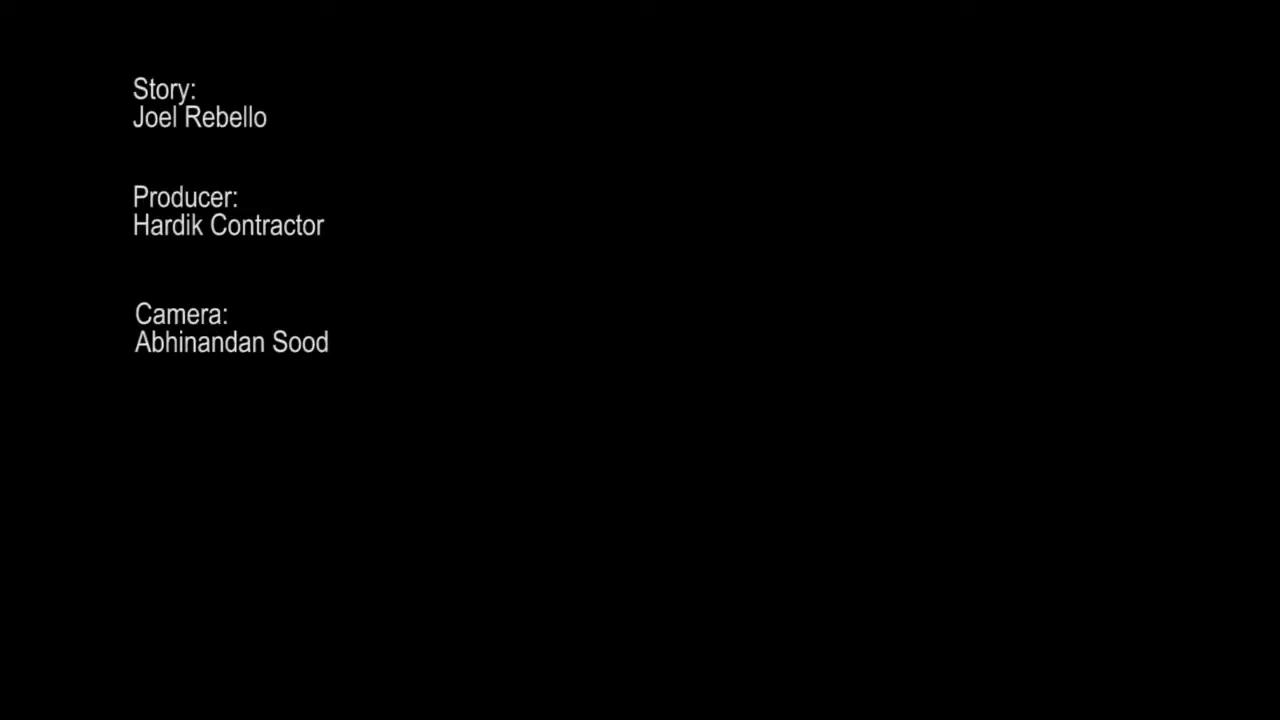 Story:
Joel Rebello
Producer:
Hardik Contractor
Camera:
Abhinandan Sood